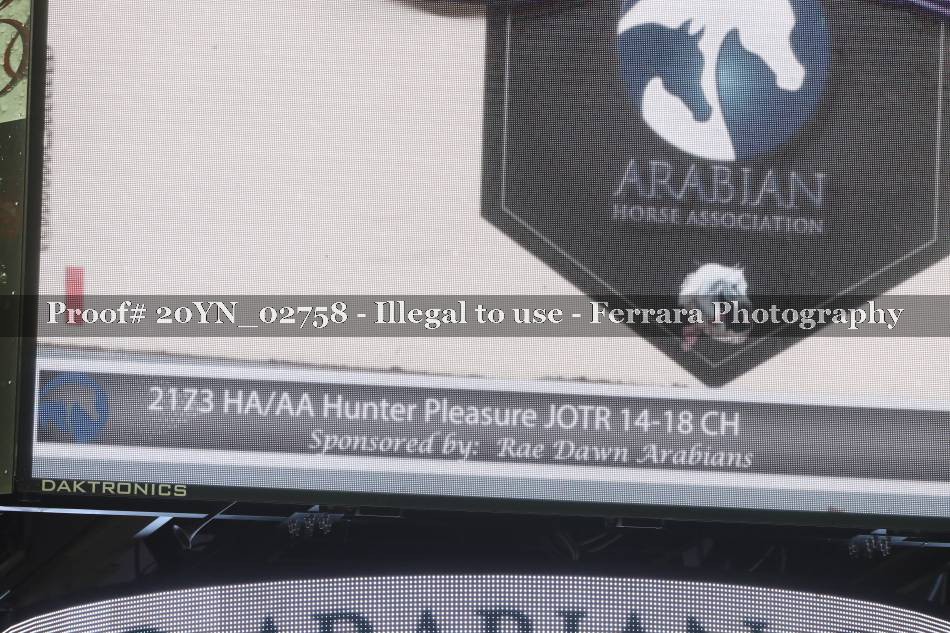 ARABIAN
HORSE ASSOCIATION
Proof# 20YN_02758 - Illegal to use - Ferrara Photography
2173 HA/AA Hunter Pleasure JOTR 14-18 CH
Sponsored by: Rae Dawn Arabians
DAKTRONICS
ARABIAN